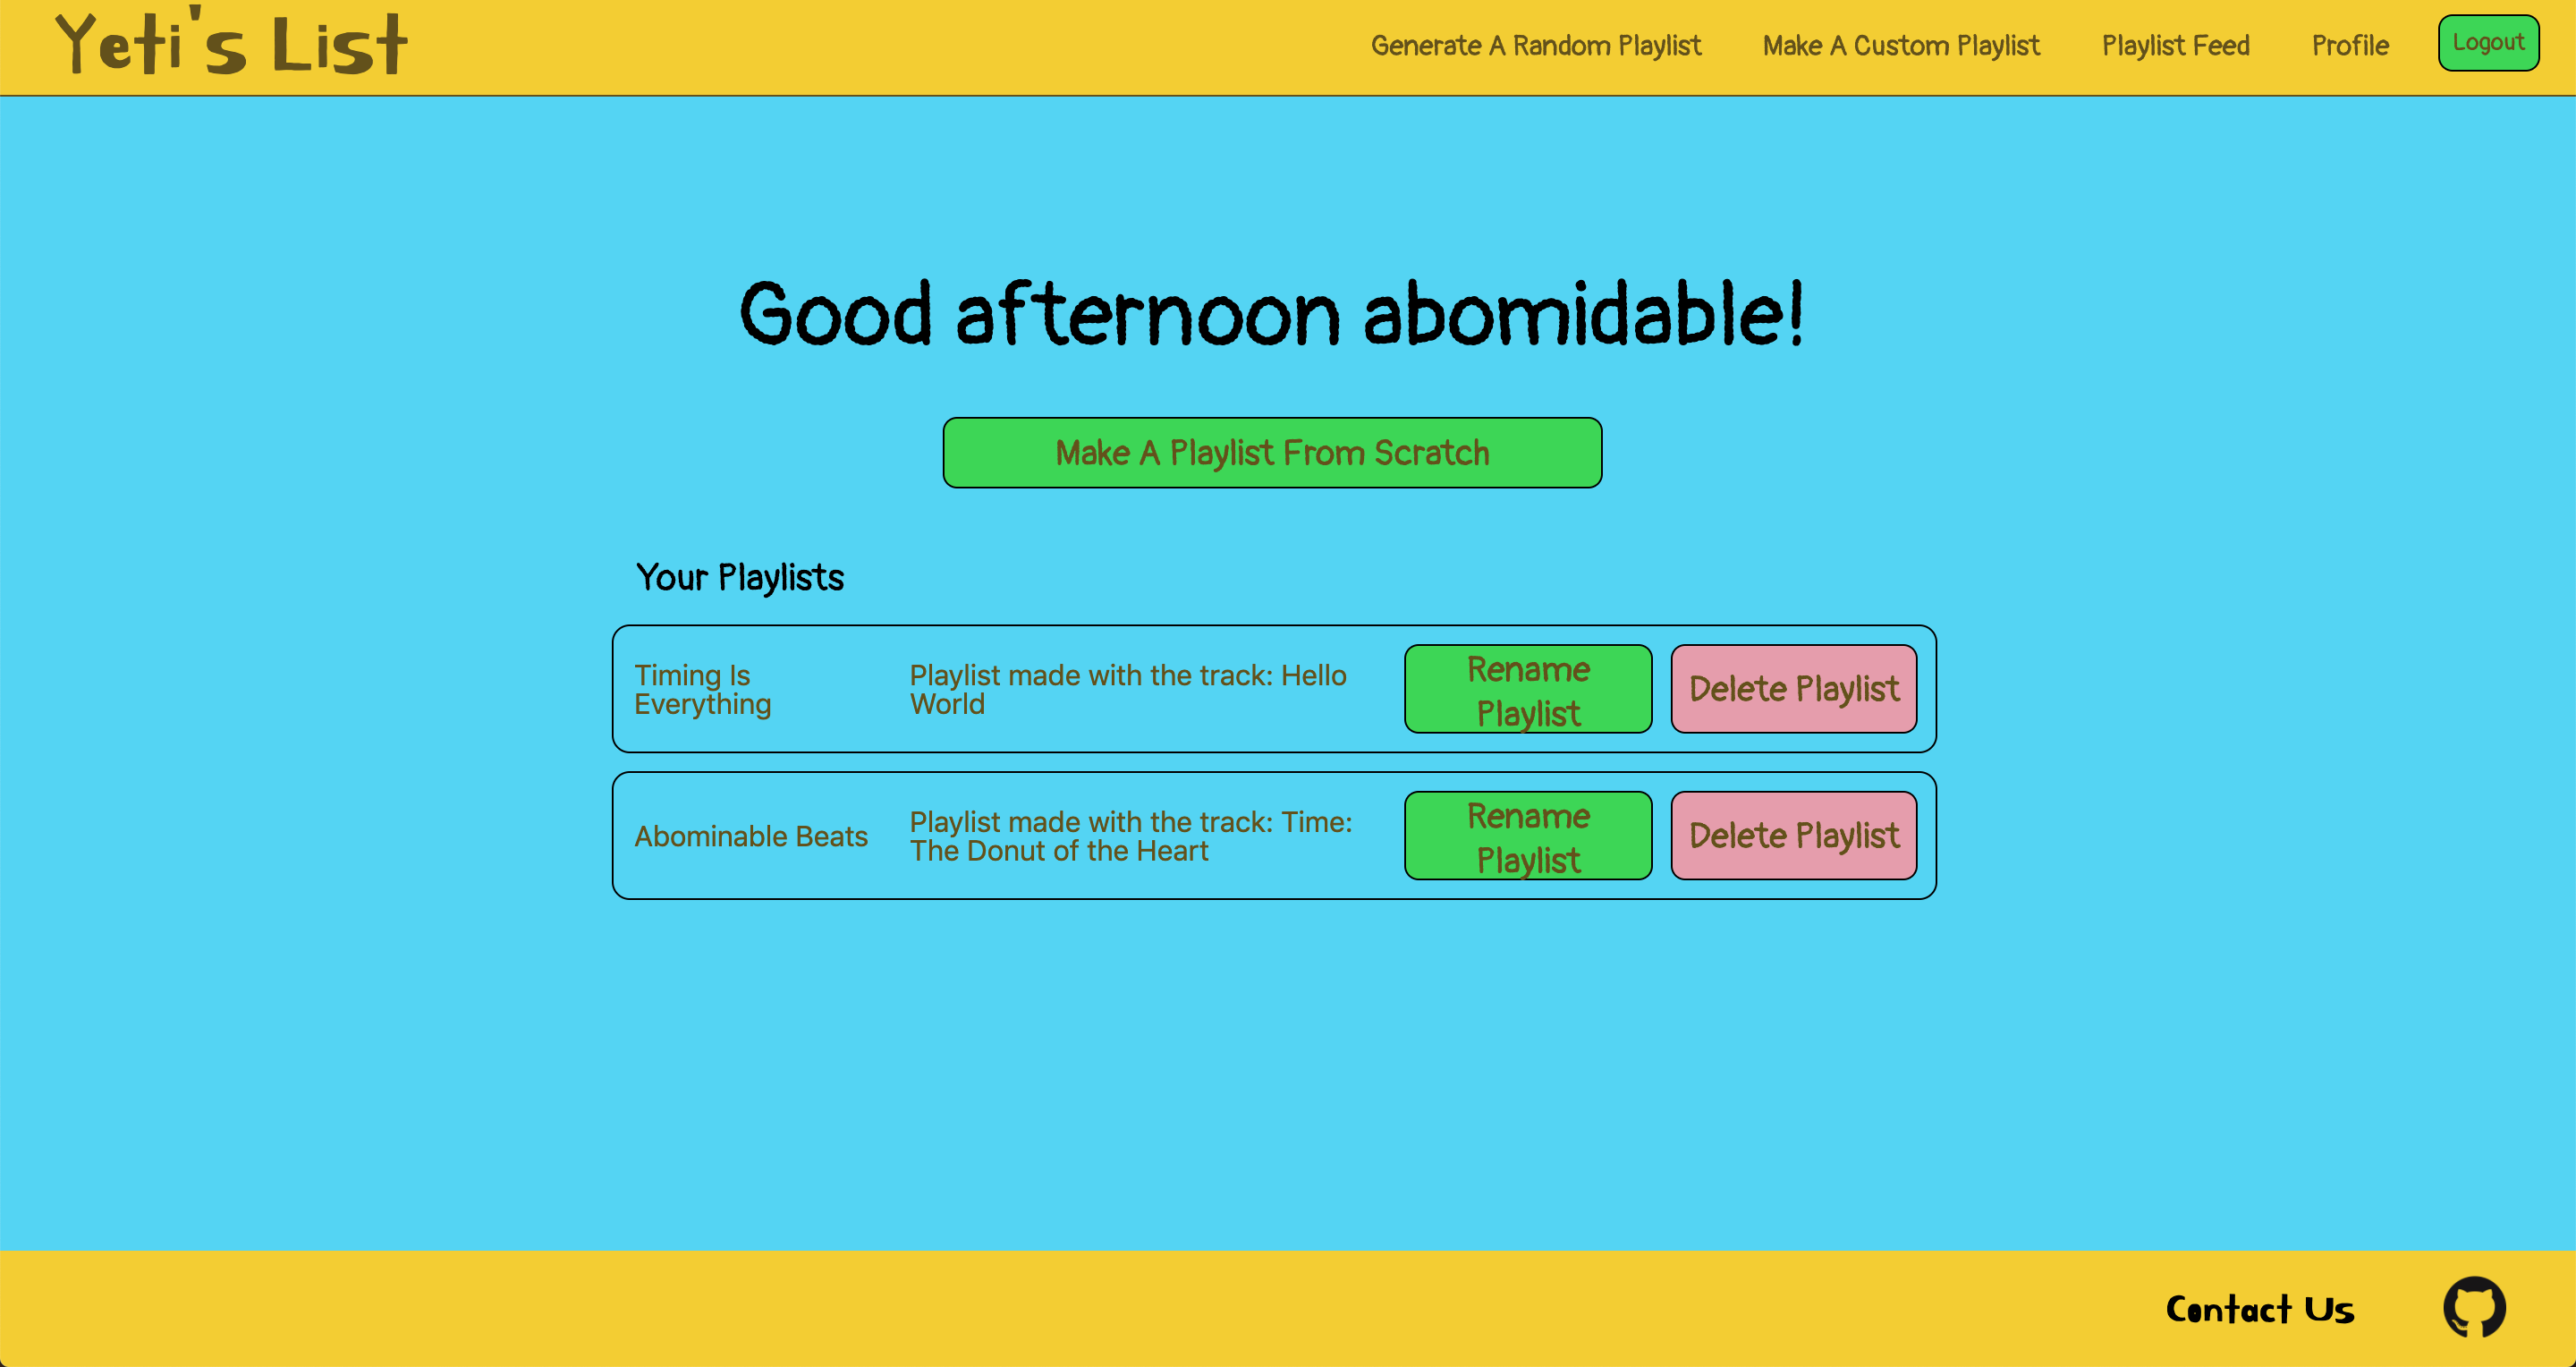 Yeti's List
Generate A Random Playlist
Make A Custom Playlist
Playlist Feed
Profile
Logout
Good afternoon abomidable!
Make A Playlist From Scratch
Your Playlists
Timing Is
Everything
Playlist made with the track: Hello
World
Rename
Playlist
Delete Playlist
Abominable Beats
Playlist made with the track: Time:
The Donut of the Heart
Rename
Playlist
Delete Playlist
Contact Us